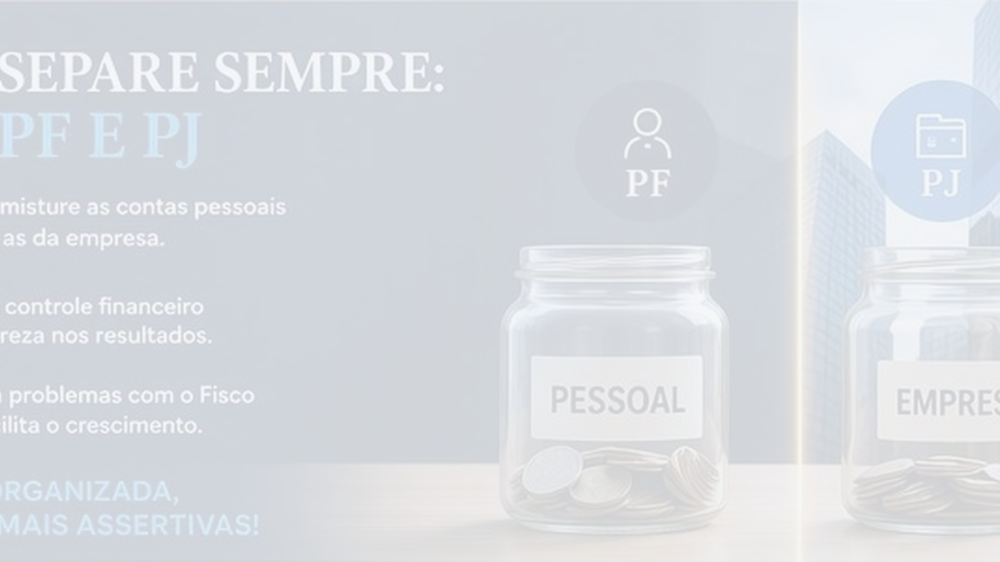 SEPARE SEMPRE:
PF E PJ
misture as contas pessoais
as da empresa.
controle financeiro
reza nos resultados.
problemas com o Fisco
ilita o crescimento.
ORGANIZADA,
MAIS ASSERTIVAS!
PF
PESSOAL
PJ
EMPRES